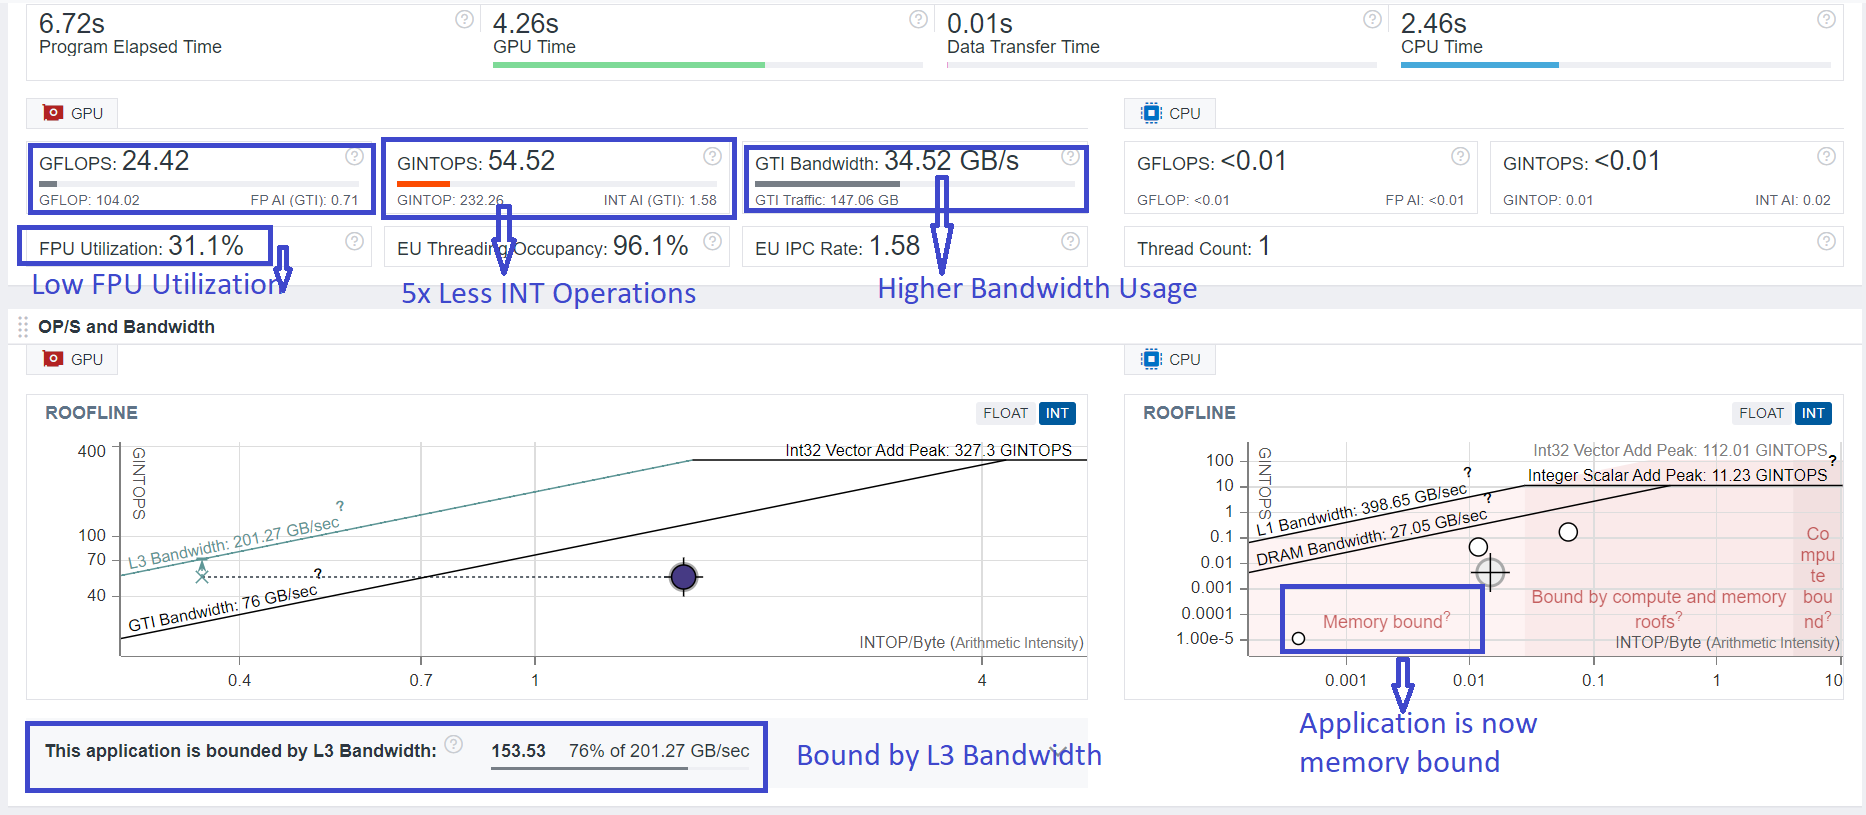 6.72s
Program Elapsed Time
4.26s
GPU Time
0.01s
Data Transfer Time
2.46s
CPU Time
GPU
CPU
GFLOPS: 24.42
GFLOP: 104.02 FP AI (GTI): 0.71
GINTOPS: 54.52
GINTOP: 232.26 INT AI (GTI): 1.58
GTI Bandwidth: 34.52 GB/s
GTI Traffic: 147.06 GB
GFLOPS: <0.01
GFLOP: <0.01 FP AI: <0.01
GINTOPS: <0.01
GINTOP: 0.01 INT AI: 0.02
FPU Utilization: 31.1%
EU Threading Occupancy: 96.1%
EU IPC Rate: 1.58
Thread Count: 1
Low FPU Utilization
5x Less INT Operations
Higher Bandwidth Usage
OP/S and Bandwidth
GPU
CPU
ROOFLINE
FLOAT INT
GINTOPS
400
100
70
40
Int32 Vector Add Peak: 327.3 GINTOPS
L3 Bandwidth: 201.27 GB/sec ?
GTI Bandwidth: 76 GB/sec ?
INTOP/Byte (Arithmetic Intensity)
0.4 0.7 1 4
ROOFLINE
FLOAT INT
GINTOPS
100
10
1
0.1
0.01
0.001
0.0001
1.00e-5
Int32 Vector Add Peak: 112.01 GINTOPS ?
Integer Scalar Add Peak: 11.23 GINTOPS
L1 Bandwidth: 398.65 GB/sec ?
DRAM Bandwidth: 27.05 GB/sec ?
Memory bound?
Bound by compute and memory
roofs?
Co
mpu
te
bou
nd?
INTOP/Byte (Arithmetic Intensity)
0.001 0.01 0.1 1 10
This application is bounded by L3 Bandwidth: 153.53 76% of 201.27 GB/sec
Bound by L3 Bandwidth
Application is now
memory bound